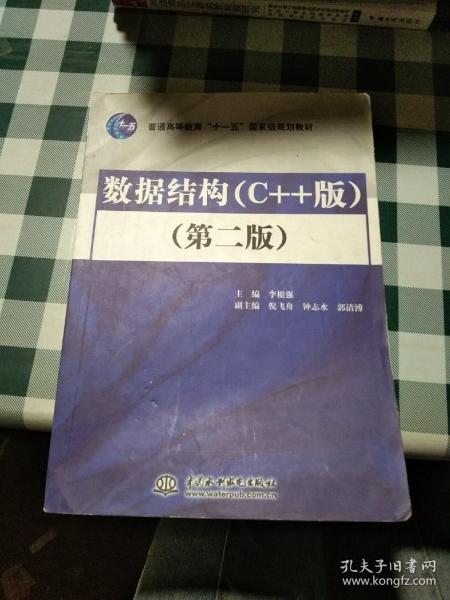 十一五
普通高等教育“十一五”国家级规划教材
数据结构（C++版）
（第二版）
主 编 李根强
副主编 倪飞舟 钟志水 郭清溥
中国水利水电出版社
www.waterpub.com.cn
孔夫子旧书网
www.kongfz.com